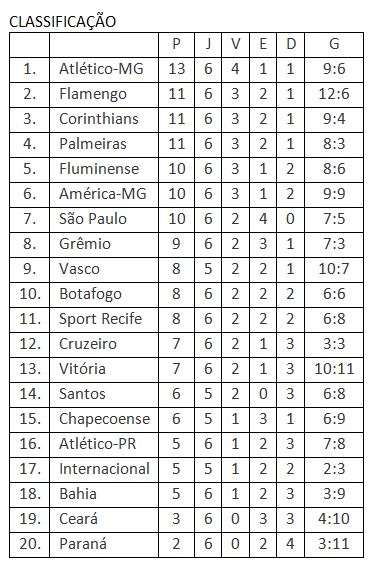 CLASSIFICAÇÃO
P J V E D G
1. Atlético-MG 13 6 4 1 1 9:6
2. Flamengo 11 6 3 2 1 12:6
3. Corinthians 11 6 3 2 1 9:4
4. Palmeiras 11 6 3 2 1 8:3
5. Fluminense 10 6 3 1 2 8:6
6. América-MG 10 6 3 1 2 9:9
7. São Paulo 10 6 2 4 0 7:5
8. Grêmio 9 6 2 3 1 7:3
9. Vasco 8 5 2 2 1 10:7
10. Botafogo 8 6 2 2 2 6:6
11. Sport Recife 8 6 2 2 2 6:8
12. Cruzeiro 7 6 2 1 3 3:3
13. Vitória 7 6 2 1 3 10:11
14. Santos 6 5 2 0 3 6:8
15. Chapecoense 6 5 1 3 1 6:9
16. Atlético-PR 5 6 1 2 3 7:8
17. Internacional 5 5 1 2 2 2:3
18. Bahia 5 6 1 2 3 3:9
19. Ceará 3 6 0 3 3 4:10
20. Paraná 2 6 0 2 4 3:11